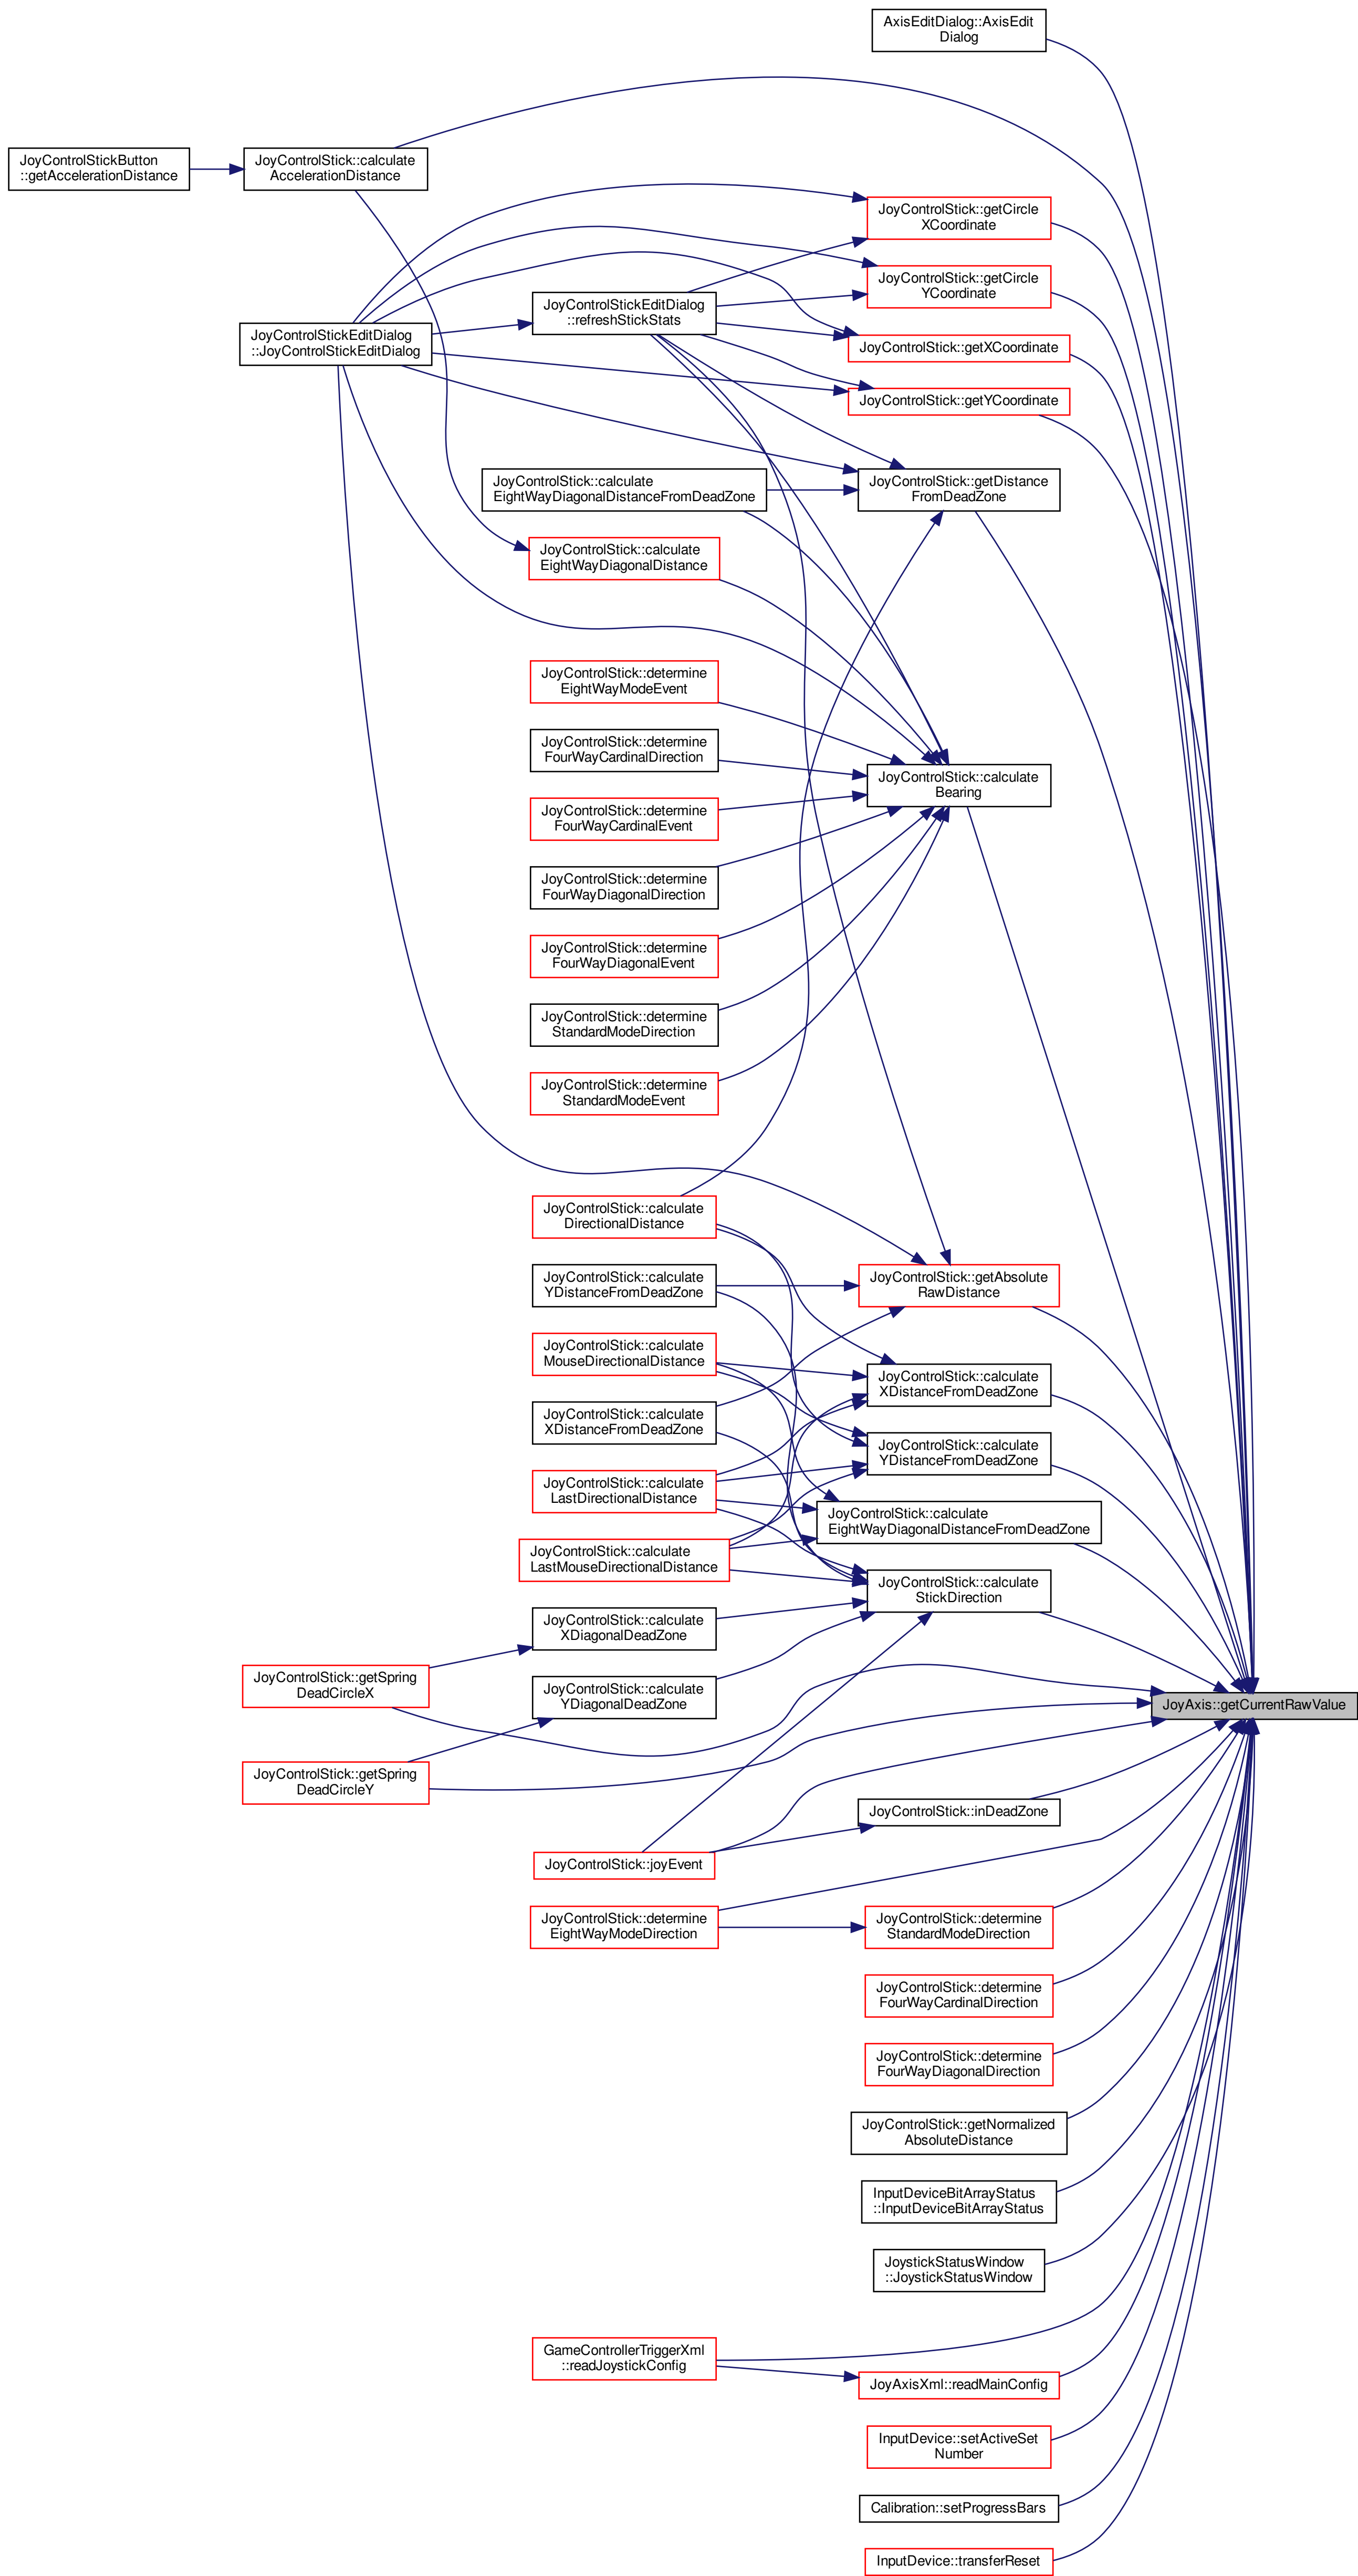 AxisEditDialog::AxisEdit
Dialog
JoyControlStickButton
::getAccelerationDistance
JoyControlStick::calculate
AccelerationDistance
JoyControlStick::getCircle
XCoordinate
JoyControlStick::getCircle
YCoordinate
JoyControlStickEditDialog
::refreshStickStats
JoyControlStickEditDialog
::JoyControlStickEditDialog
JoyControlStick::getXCoordinate
JoyControlStick::getYCoordinate
JoyControlStick::calculate
EightWayDiagonalDistanceFromDeadZone
JoyControlStick::getDistance
FromDeadZone
JoyControlStick::calculate
EightWayDiagonalDistance
JoyControlStick::determine
EightWayModeEvent
JoyControlStick::determine
FourWayCardinalDirection
JoyControlStick::calculate
Bearing
JoyControlStick::determine
FourWayCardinalEvent
JoyControlStick::determine
FourWayDiagonalDirection
JoyControlStick::determine
FourWayDiagonalEvent
JoyControlStick::determine
StandardModeDirection
JoyControlStick::determine
StandardModeEvent
JoyControlStick::calculate
DirectionalDistance
JoyControlStick::calculate
YDistanceFromDeadZone
JoyControlStick::getAbsolute
RawDistance
JoyControlStick::calculate
MouseDirectionalDistance
JoyControlStick::calculate
XDistanceFromDeadZone
JoyControlStick::calculate
XDistanceFromDeadZone
JoyControlStick::calculate
YDistanceFromDeadZone
JoyControlStick::calculate
LastDirectionalDistance
JoyControlStick::calculate
EightWayDiagonalDistanceFromDeadZone
JoyControlStick::calculate
LastMouseDirectionalDistance
JoyControlStick::calculate
StickDirection
JoyControlStick::calculate
XDiagonalDeadZone
JoyControlStick::getSpring
DeadCircleX
JoyControlStick::calculate
YDiagonalDeadZone
JoyAxis::getCurrentRawValue
JoyControlStick::getSpring
DeadCircleY
JoyControlStick::inDeadZone
JoyControlStick::joyEvent
JoyControlStick::determine
EightWayModeDirection
JoyControlStick::determine
StandardModeDirection
JoyControlStick::determine
FourWayCardinalDirection
JoyControlStick::determine
FourWayDiagonalDirection
JoyControlStick::getNormalized
AbsoluteDistance
InputDeviceBitArrayStatus
::InputDeviceBitArrayStatus
JoystickStatusWindow
::JoystickStatusWindow
GameControllerTriggerXml
::readJoystickConfig
JoyAxisXml::readMainConfig
InputDevice::setActiveSet
Number
Calibration::setProgressBars
InputDevice::transferReset